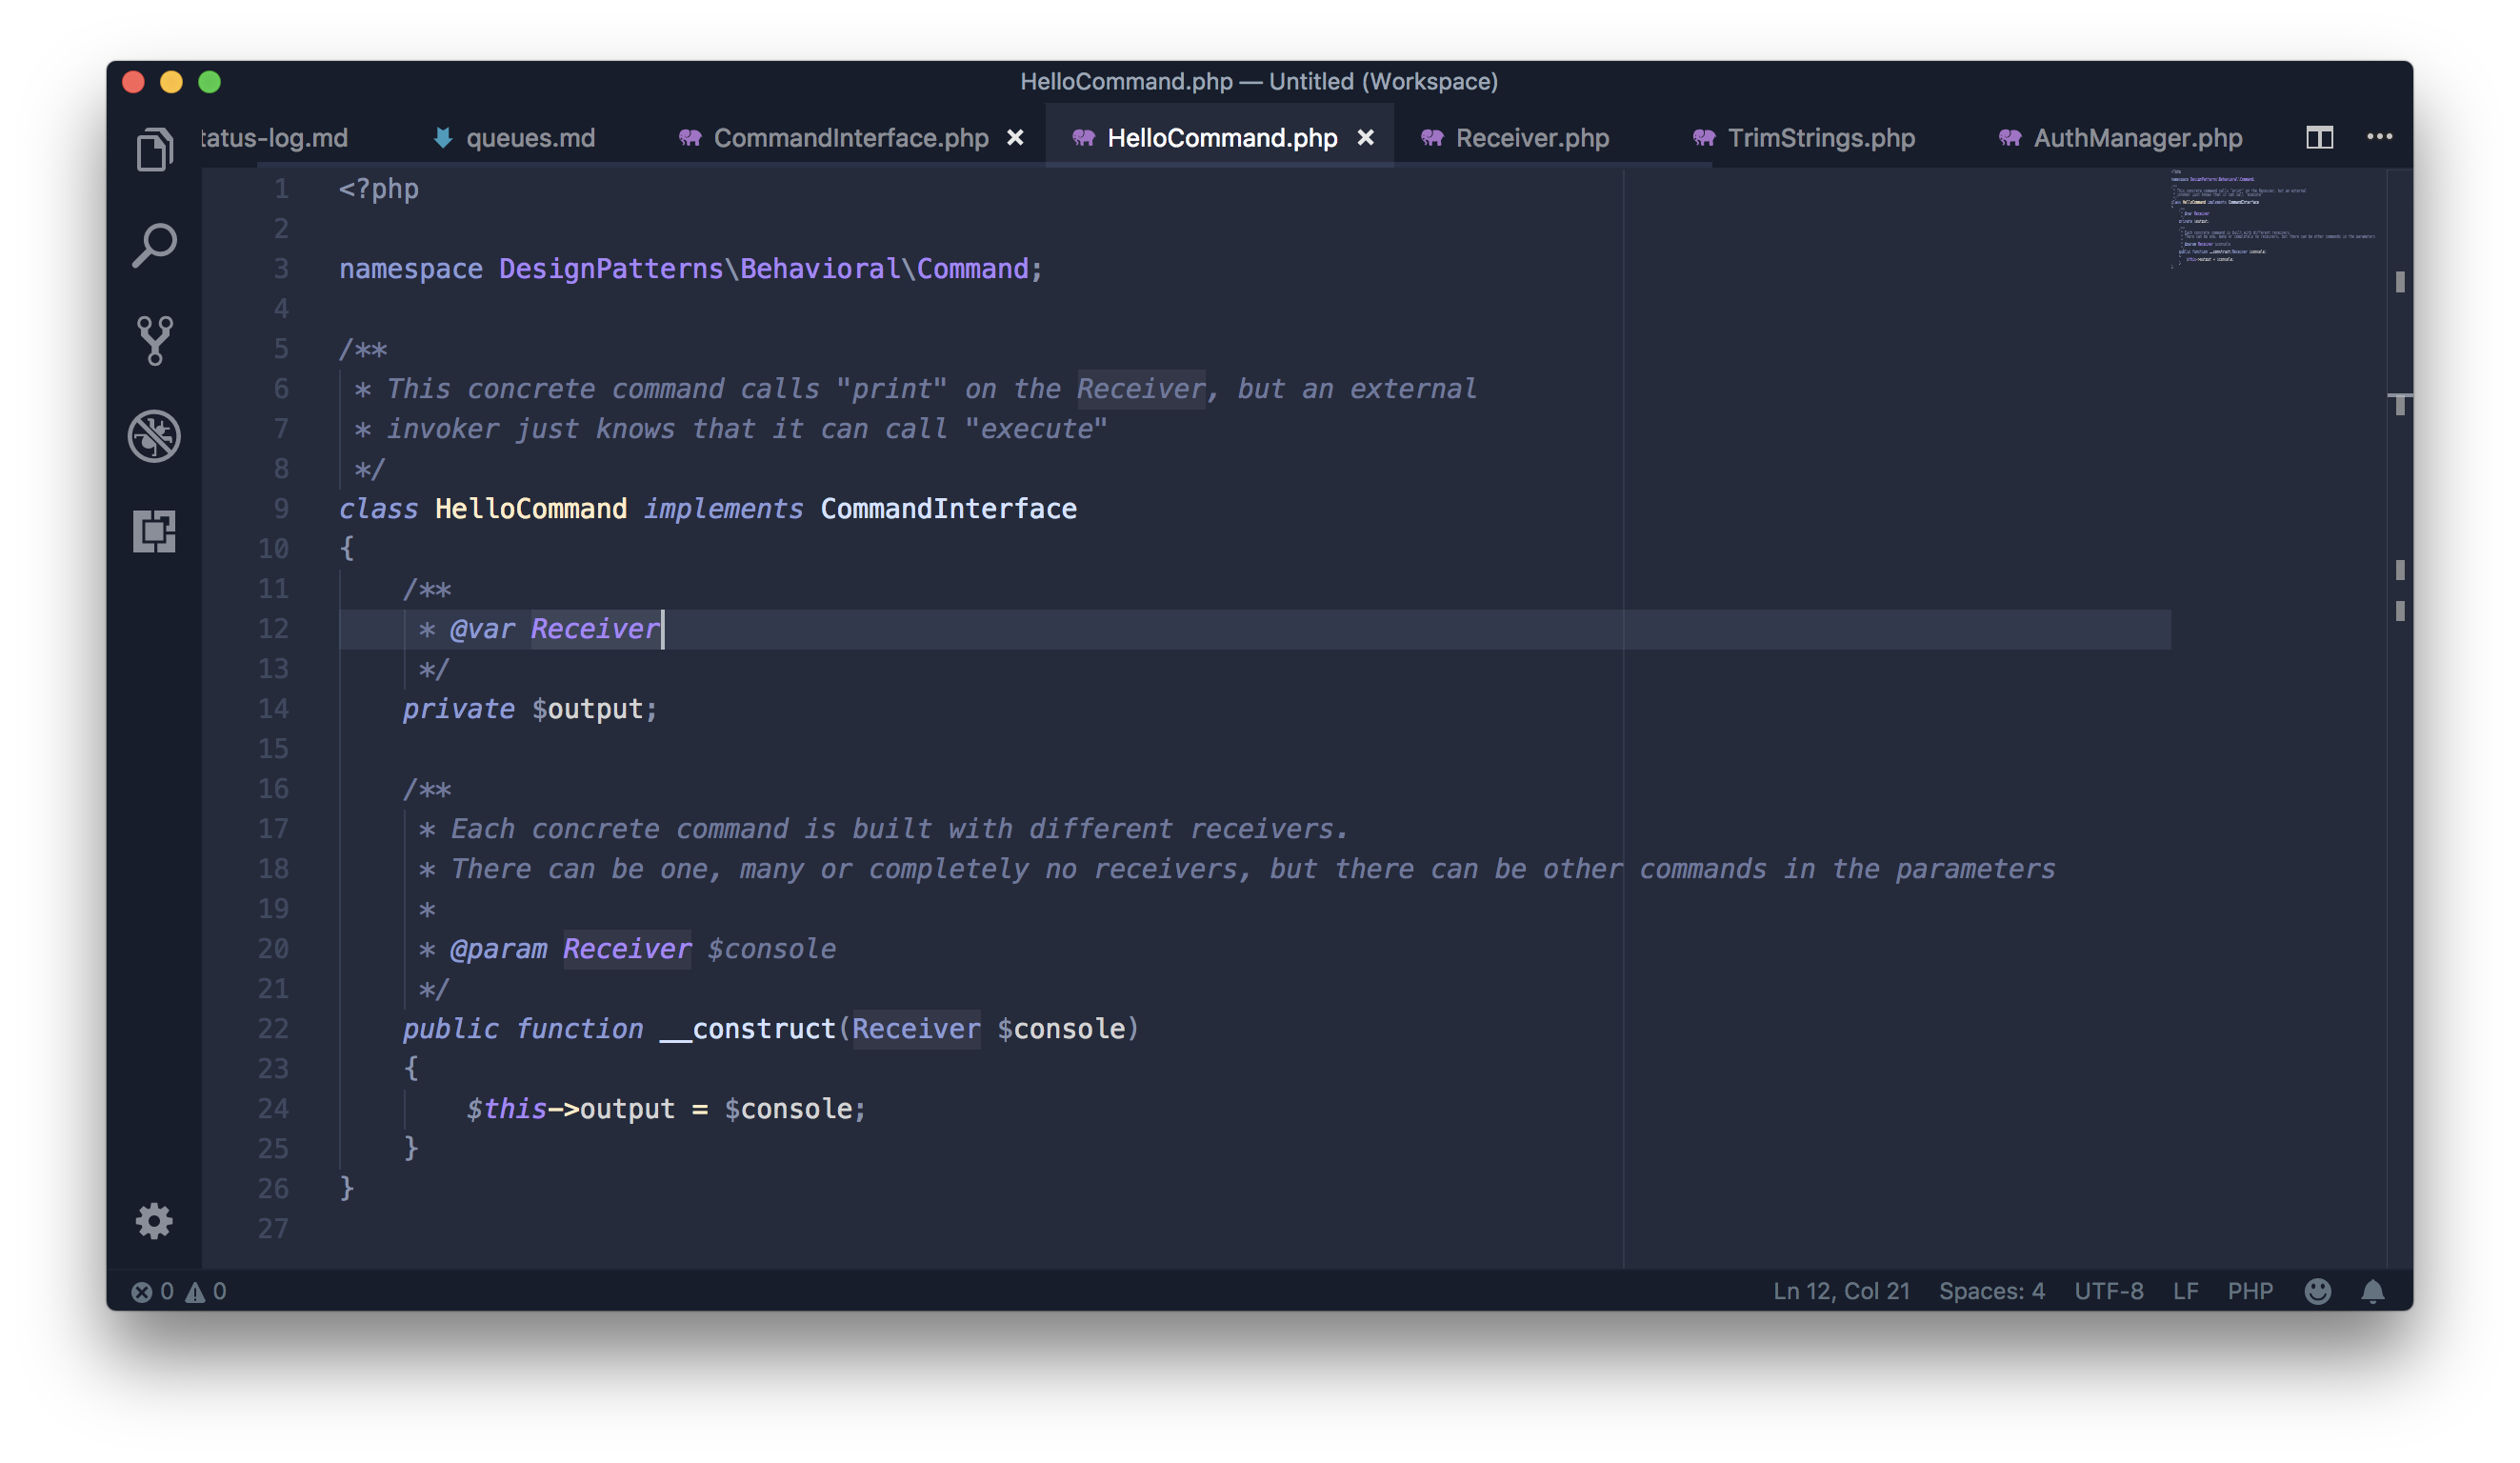 HelloCommand.php — Untitled (Workspace)
tatus-log.md queues.md CommandInterface.php HelloCommand.php Receiver.php TrimStrings.php AuthManager.php
1 <?php
2
3 namespace DesignPatterns\Behavioral\Command;
4
5 /**
6 * This concrete command calls "print" on the Receiver, but an external
7 * invoker just knows that it can call "execute"
8 */
9 class HelloCommand implements CommandInterface
10 {
11 /**
12 * @var Receiver
13 */
14 private $output;
15
16 /**
17 * Each concrete command is built with different receivers.
18 * There can be one, many or completely no receivers, but there can be other commands in the parameters
19 *
20 * @param Receiver $console
21 */
22 public function __construct(Receiver $console)
23 {
24 $this->output = $console;
25 }
26 }
27
0 0 Ln 12, Col 21 Spaces: 4 UTF-8 LF PHP